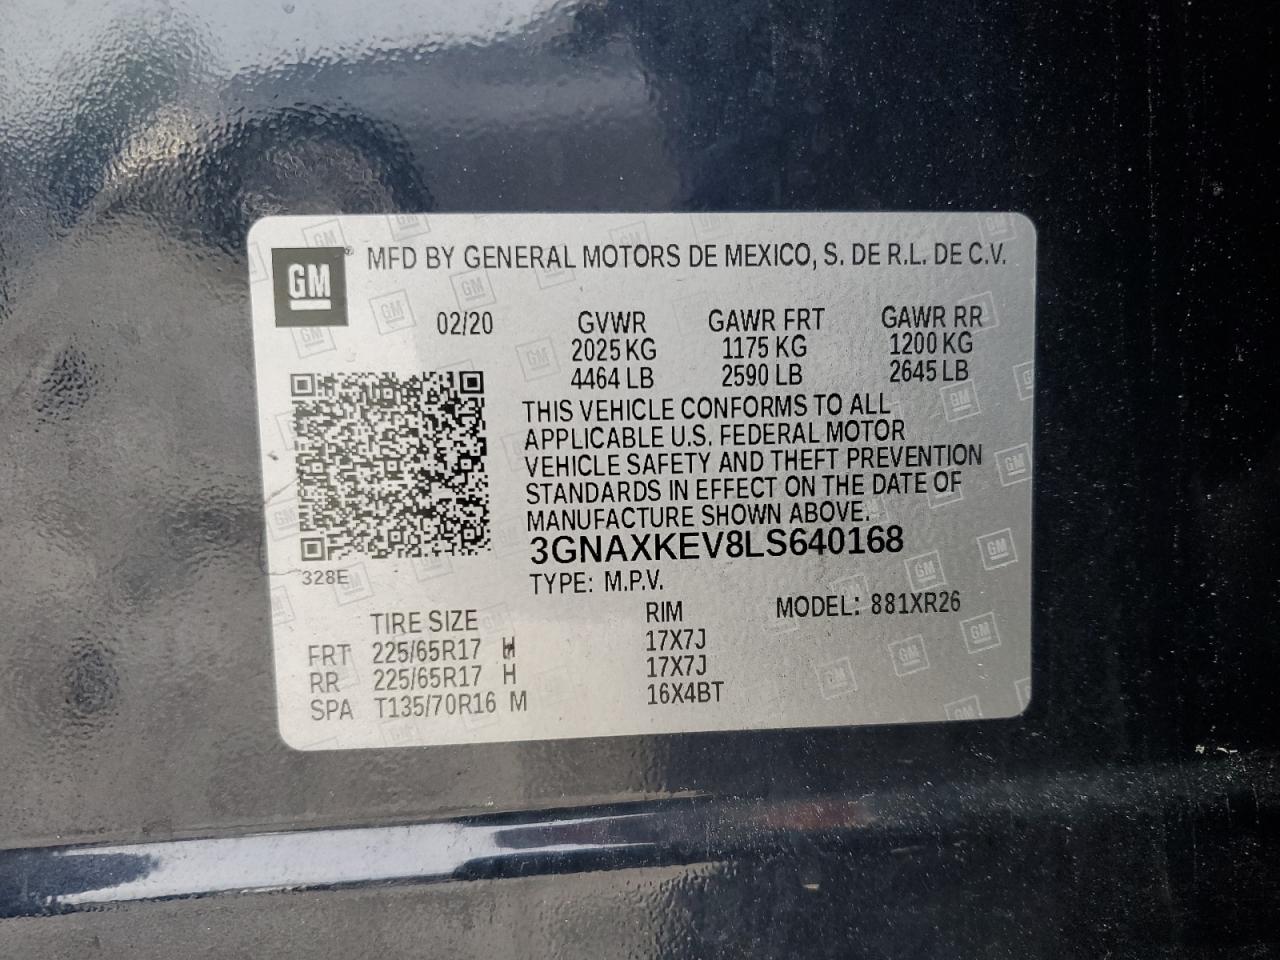 GM
MFD BY GENERAL MOTORS DE MEXICO, S. DE R.L. DE C.V.
02/20 GVWR GAWR FRT GAWR RR
2025 KG 1175 KG 1200 KG
4464 LB 2590 LB 2645 LB
THIS VEHICLE CONFORMS TO ALL
APPLICABLE U.S. FEDERAL MOTOR
VEHICLE SAFETY AND THEFT PREVENTION
STANDARDS IN EFFECT ON THE DATE OF
MANUFACTURE SHOWN ABOVE.
3GNAXKEV8LS640168
328E
TYPE: M.P.V.
TIRE SIZE RIM MODEL: 881XR26
FRT 225/65R17 H 17X7J
RR 225/65R17 H 17X7J
SPA T135/70R16 M 16X4BT